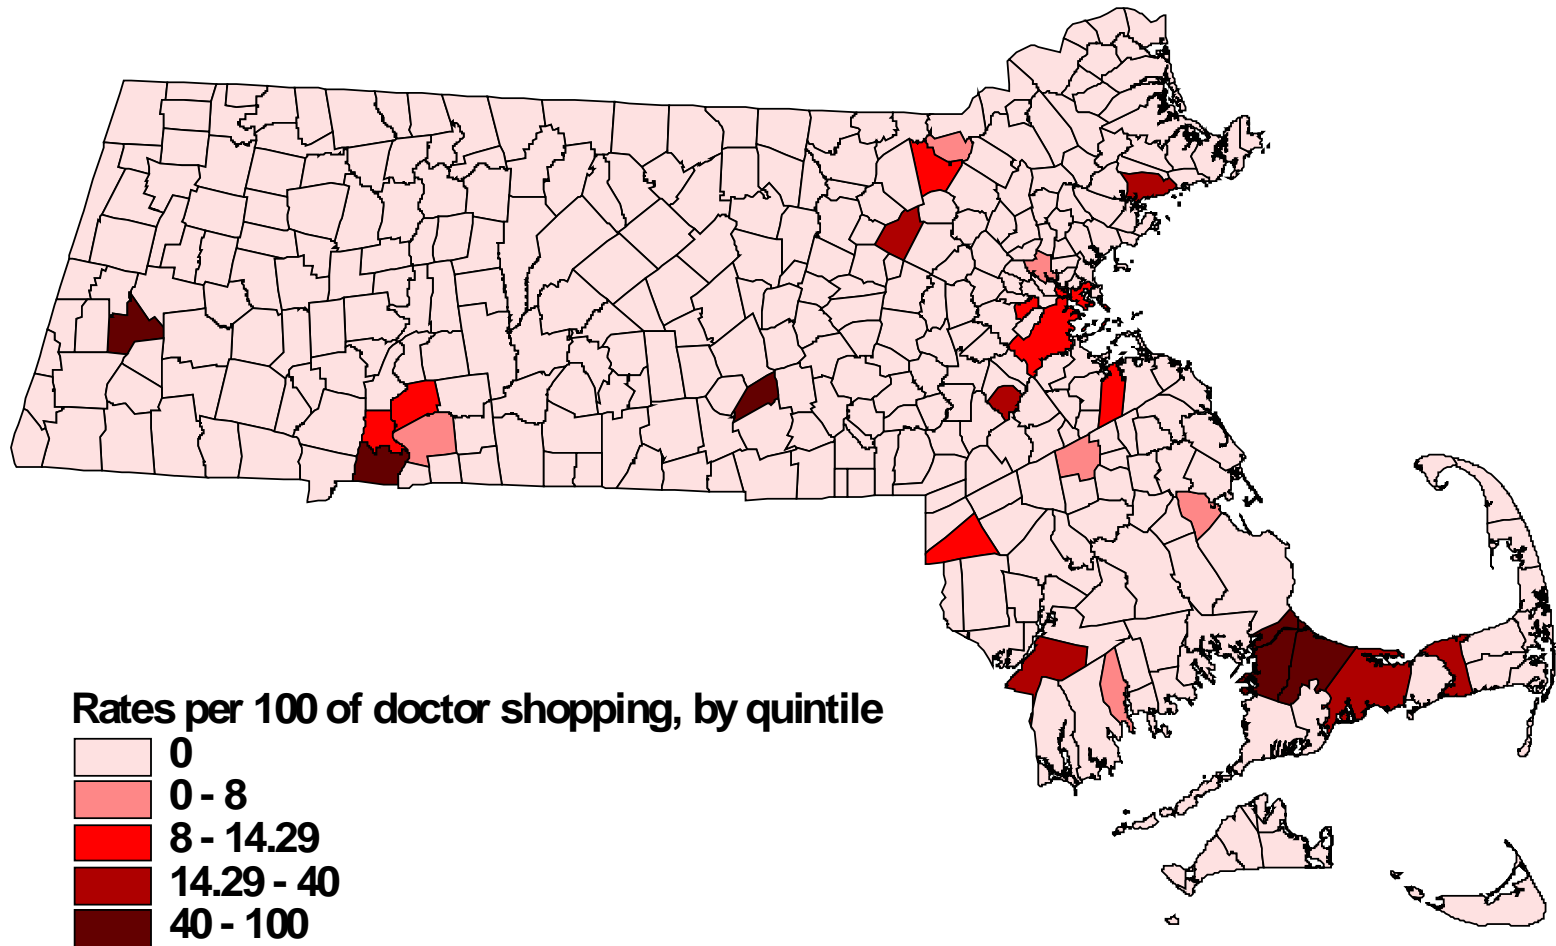 Rates per 100 of doctor shopping, by quintile
0
0 - 8
8 - 14.29
14.29 - 40
40 - 100